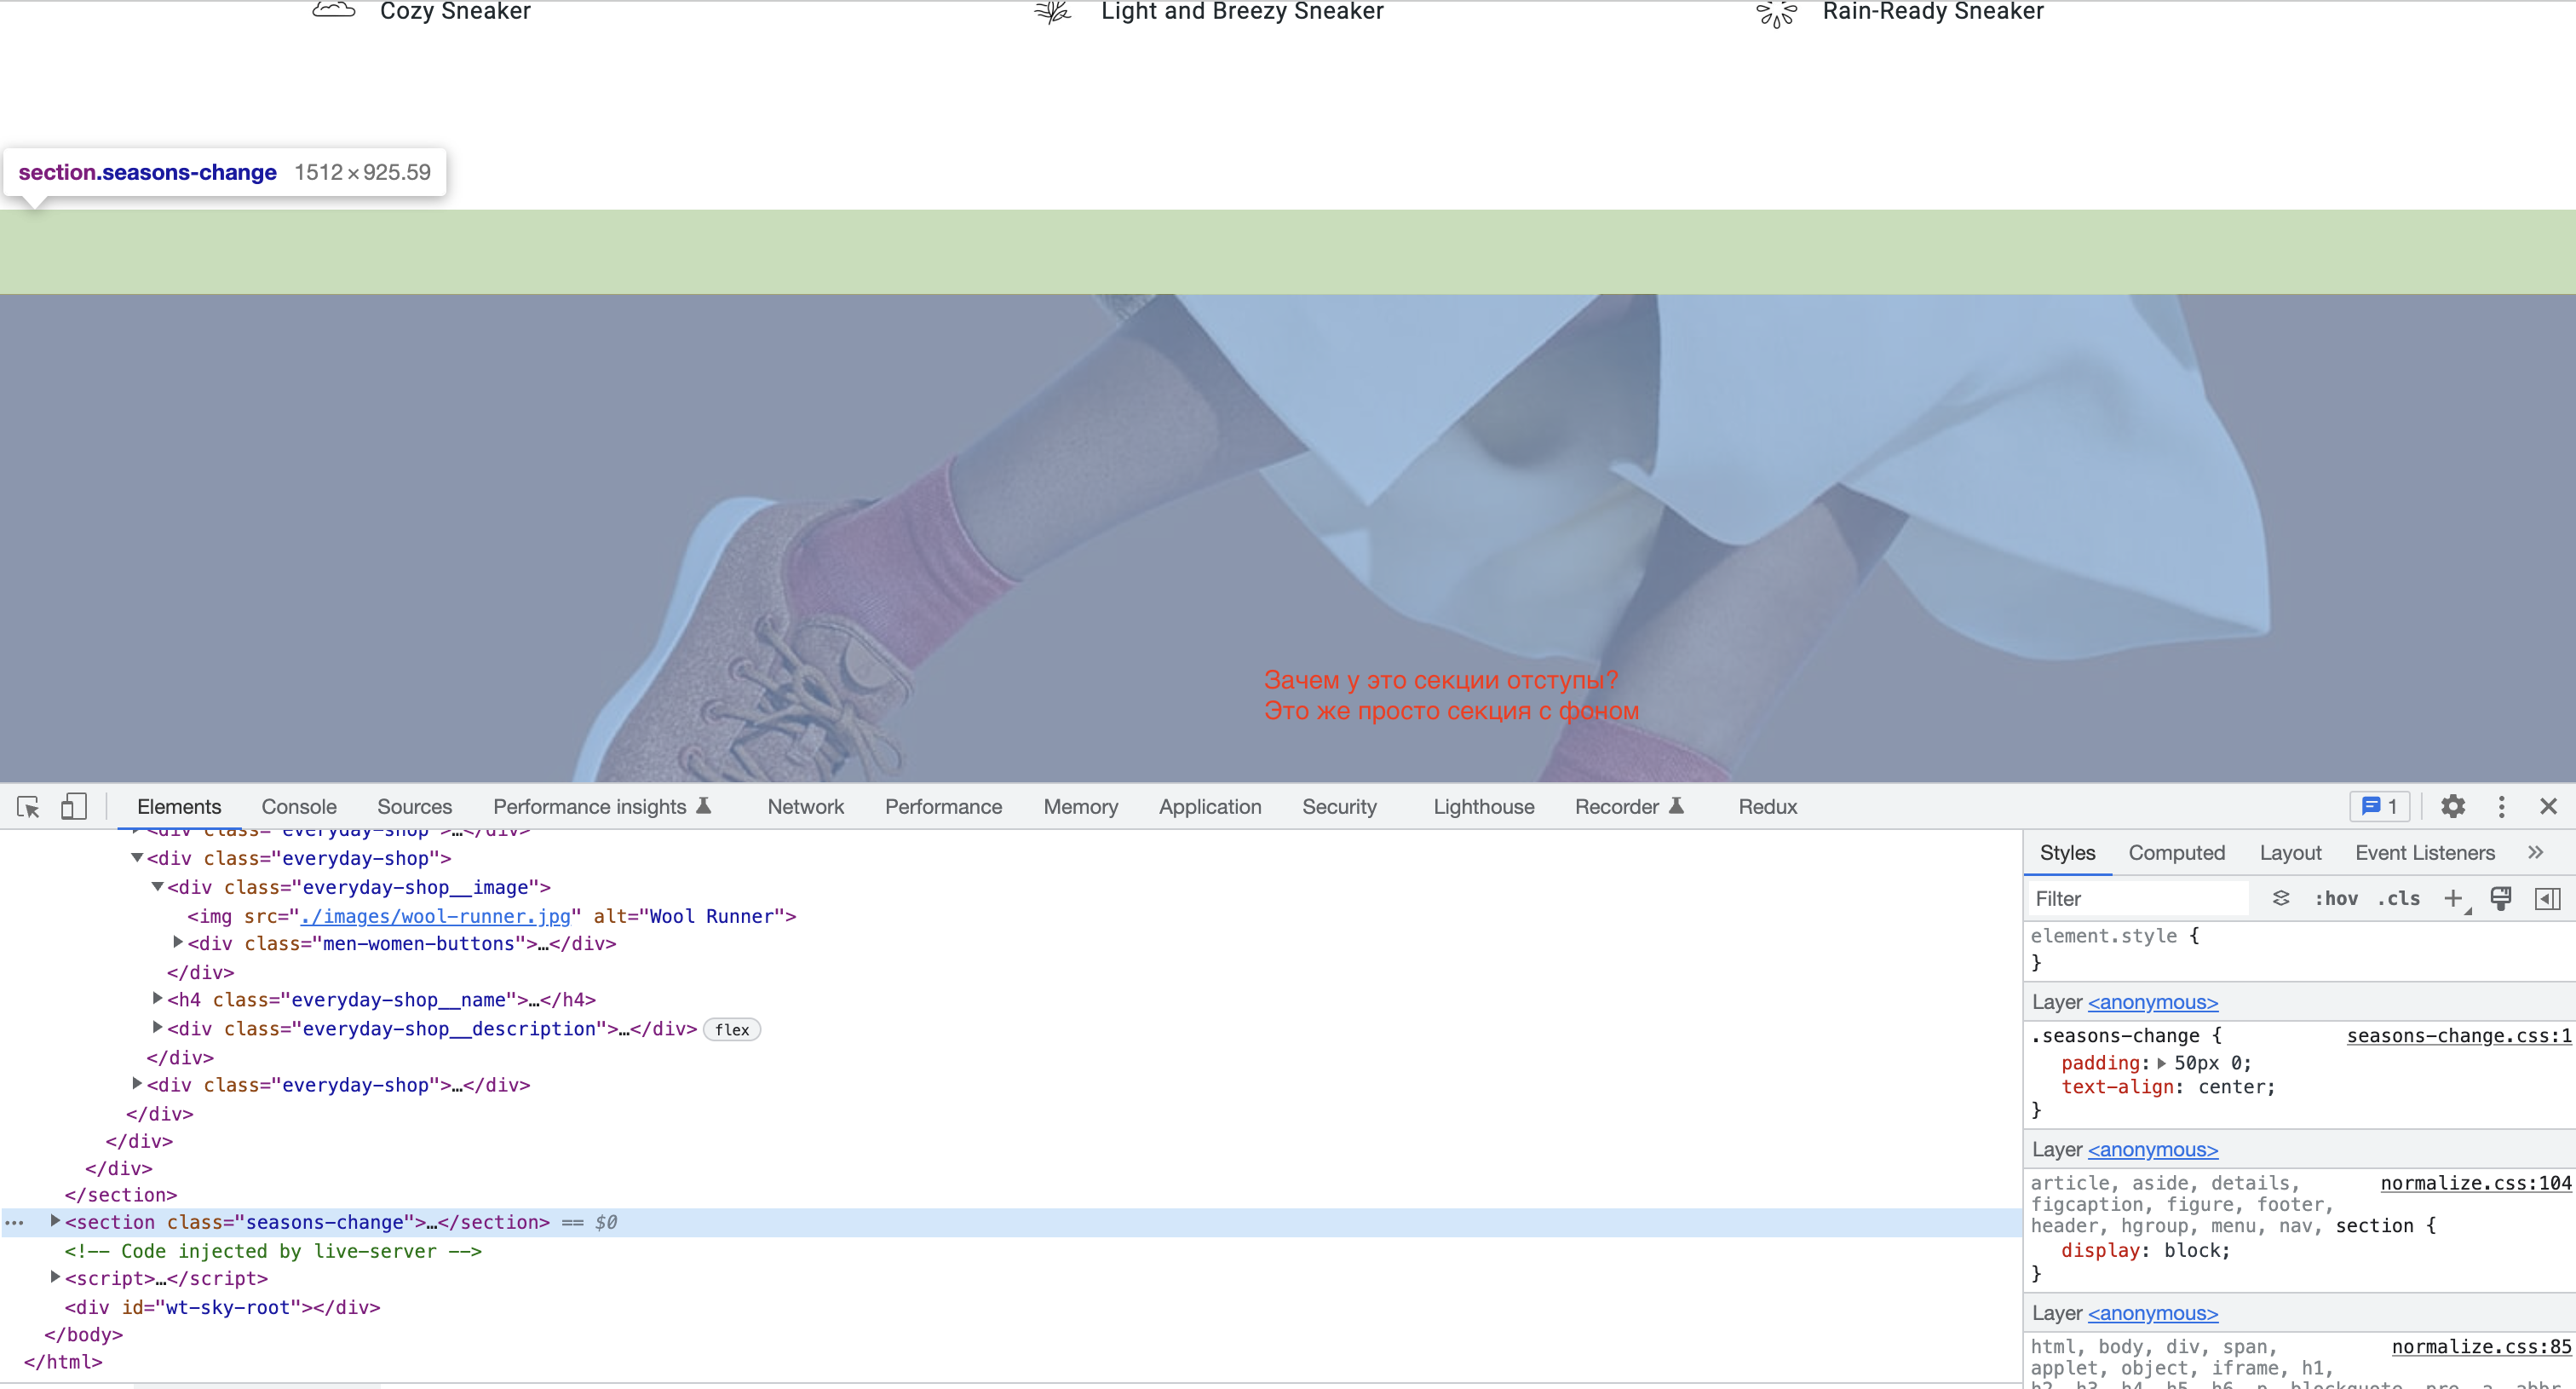 Cozy Sneaker
Light and Breezy Sneaker
Rain-Ready Sneaker
section.seasons-change 1512 × 925.59
Зачем у это секции отступы?
Это же просто секция с фоном
Elements Console Sources Performance insights Network Performance Memory Application Security Lighthouse Recorder Redux 1
<div class="everyday-shop">…</div>
<div class="everyday-shop">
<div class="everyday-shop__image">
<img src="./images/wool-runner.jpg" alt="Wool Runner">
<div class="men-women-buttons">…</div>
</div>
<h4 class="everyday-shop__name">…</h4>
<div class="everyday-shop__description">…</div> flex
</div>
<div class="everyday-shop">…</div>
</div>
</div>
</div>
</section>
<section class="seasons-change">…</section> == $0
<!-- Code injected by live-server -->
<script>…</script>
<div id="wt-sky-root"></div>
</body>
</html>
Styles Computed Layout Event Listeners
Filter :hov .cls
element.style {
}
Layer <anonymous>
.seasons-change { seasons-change.css:1
padding: 50px 0;
text-align: center;
}
Layer <anonymous>
article, aside, details, normalize.css:104
figcaption, figure, footer,
header, hgroup, menu, nav, section {
display: block;
}
Layer <anonymous>
html, body, div, span, normalize.css:85
applet, object, iframe, h1,
h2, h3, h4, h5, h6, p, blockquote, pre, a, abbr,